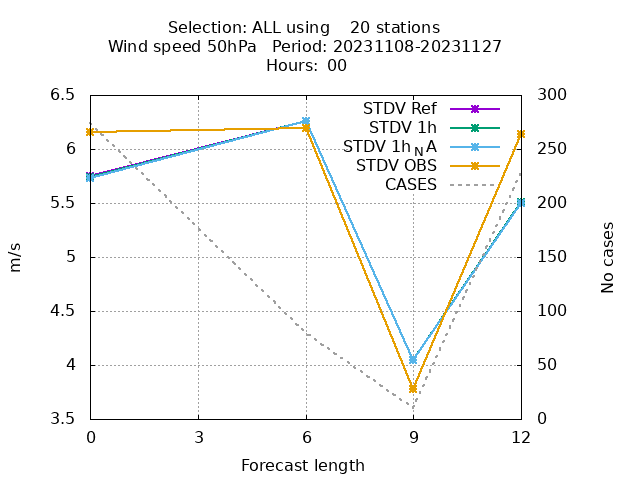 Selection: ALL using    20 stations
Wind speed 50hPa   Period: 20231108-20231127
Hours: 00
6.5
6
5.5
5
4.5
4
3.5
m/s
STDV Ref
STDV 1h
STDV 1h_N A
STDV OBS
CASES
300
250
200
150
100
50
0
No cases
0 3 6 9 12
Forecast length